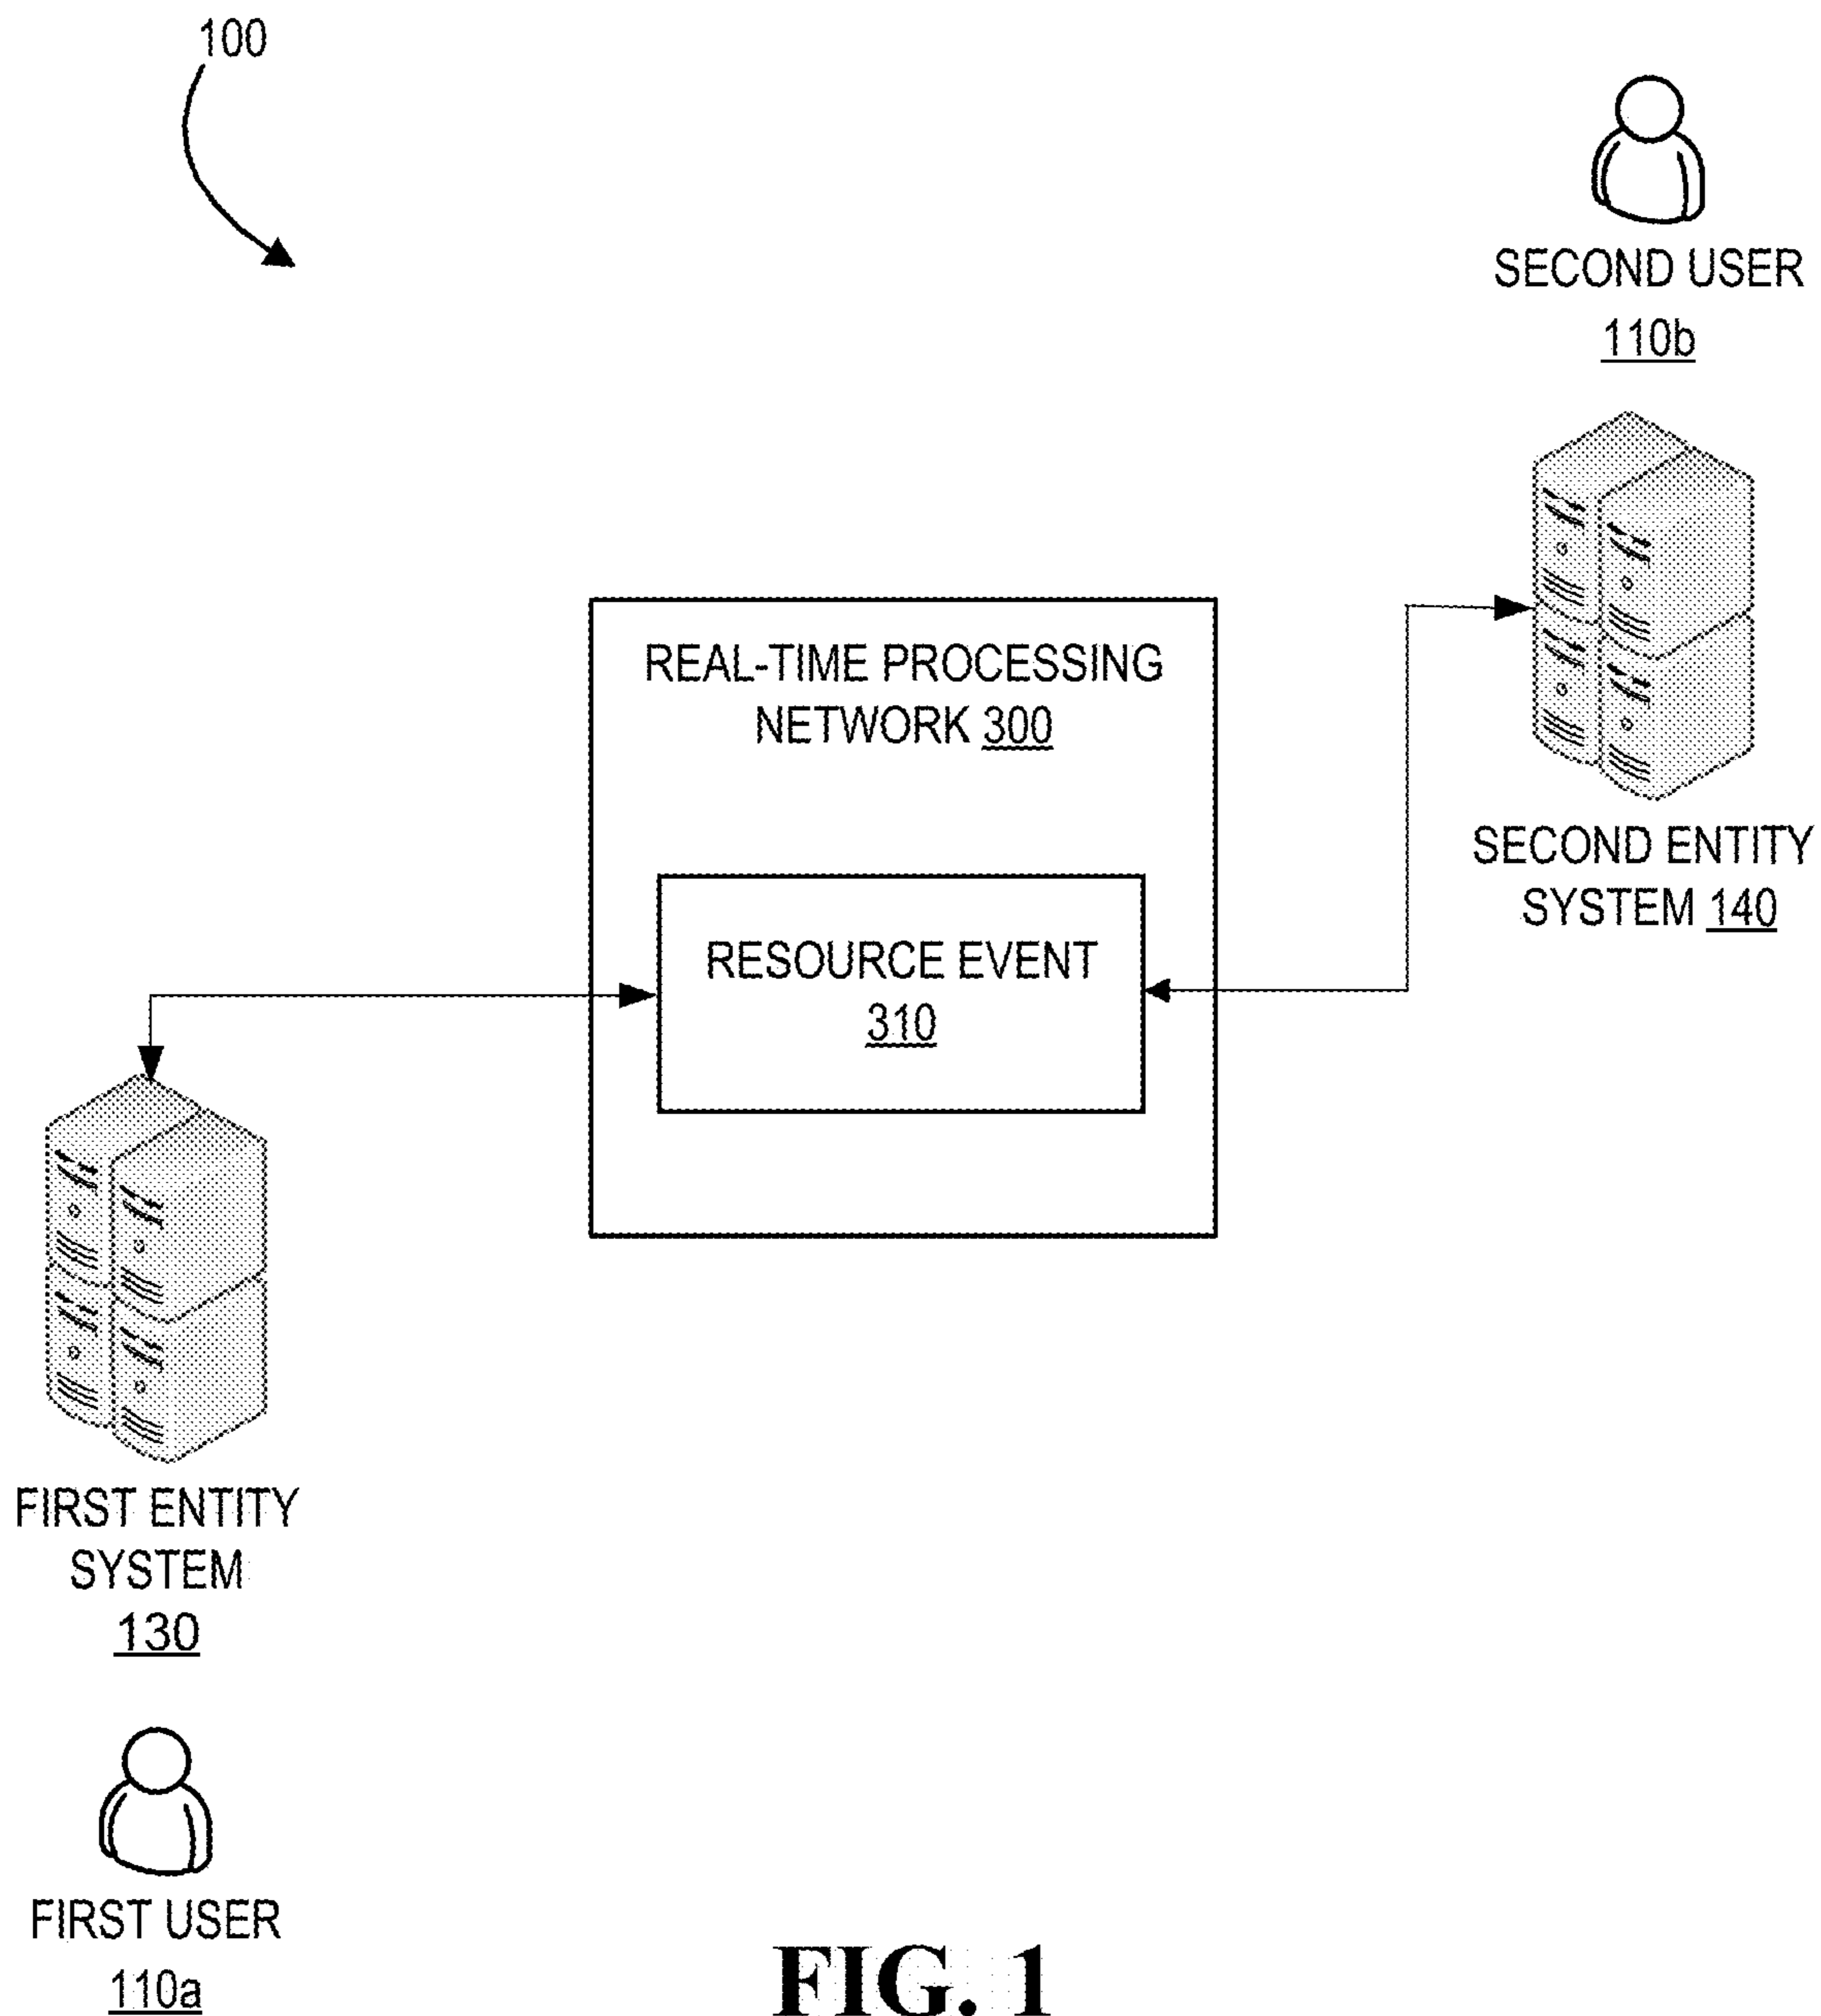 100
SECOND USER
110b
REAL-TIME PROCESSING
NETWORK 300
SECOND ENTITY
SYSTEM 140
RESOURCE EVENT
310
FIRST ENTITY
SYSTEM
130
FIRST USER
110a
FIG. 1